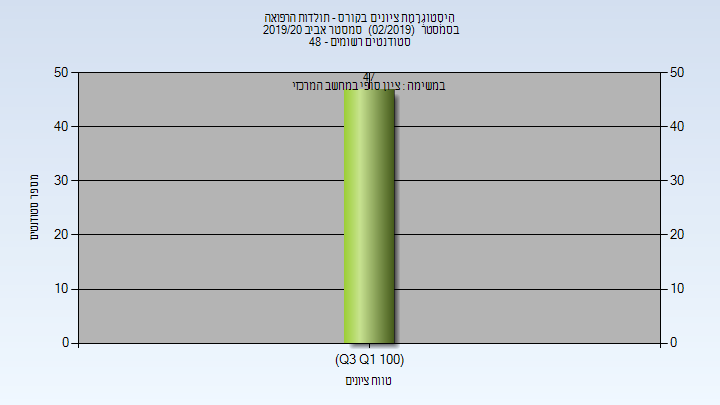 היסטוגרמת ציונים בקורס - תולדות הרפואה
בסמסטר (02/2019) סמסטר אביב 2019/20
סטודנטים רשומים - 48
47
במשימה : ציון סופי במחשב המרכזי
50
40
30
20
10
0
50
40
30
20
10
0
מספר סטודנטים
(Q3 Q1 100)
טווח ציונים